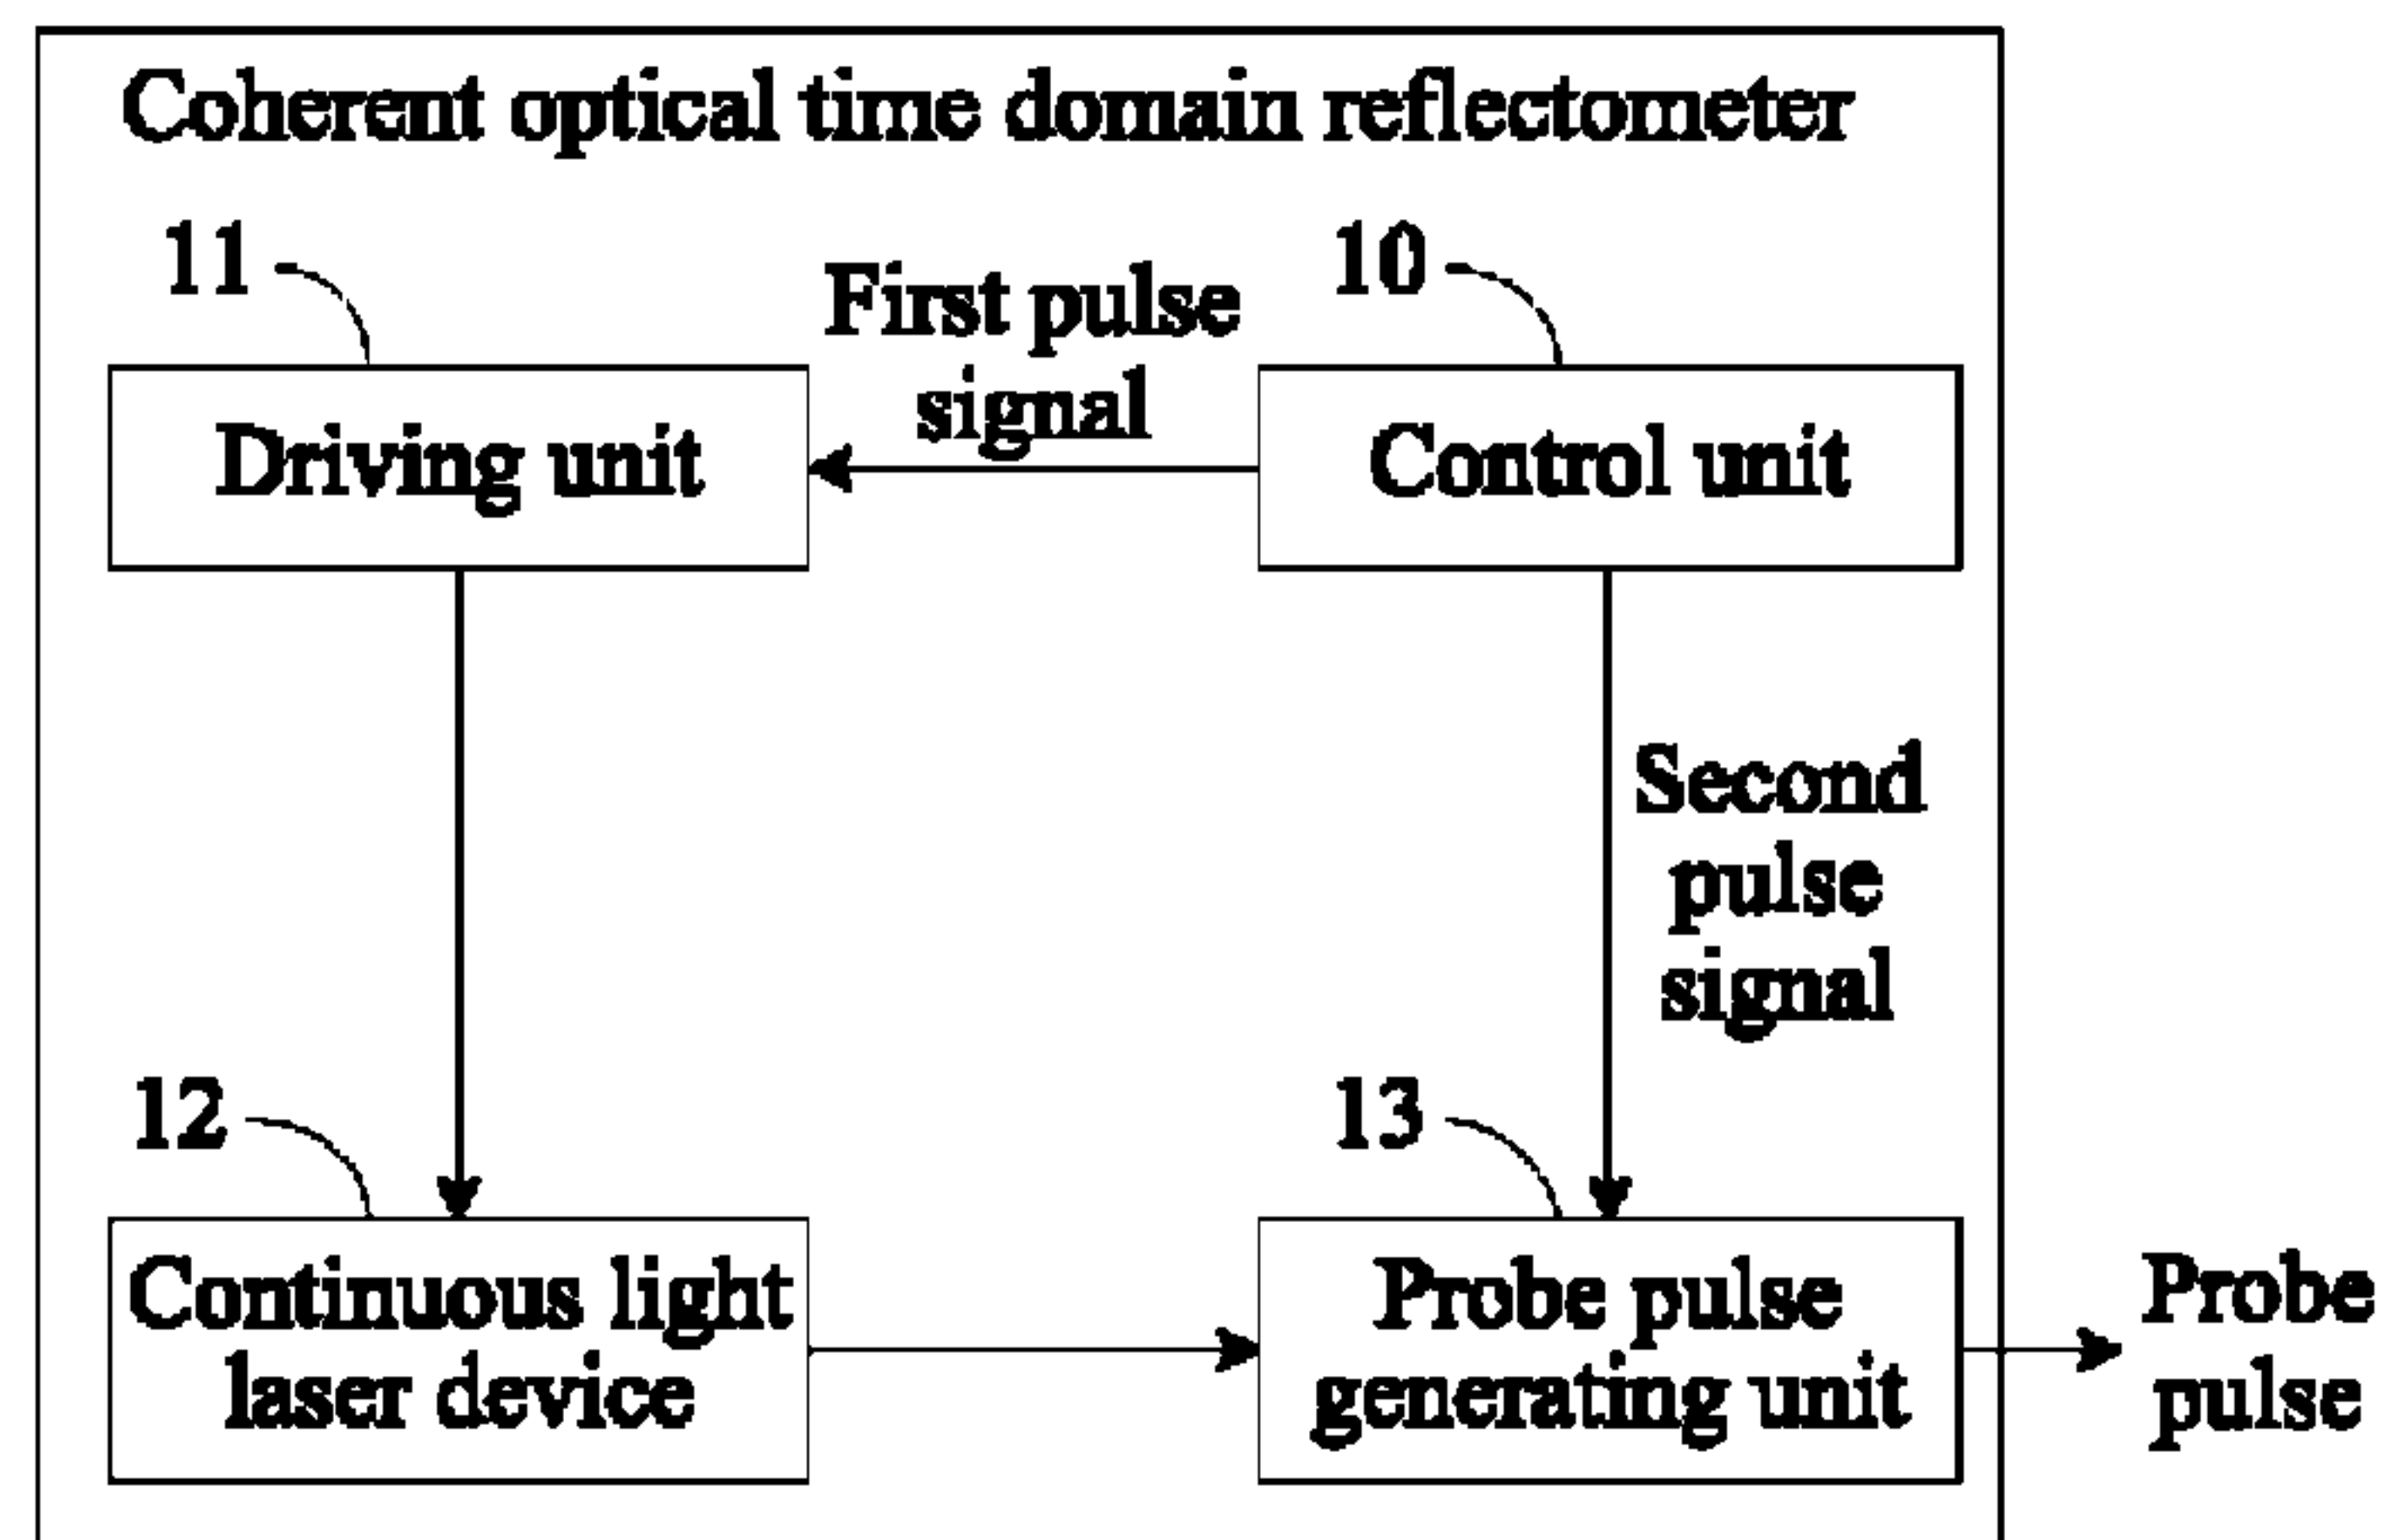 Coherent optical time domain reflectometer
11
First pulse
signal
10
Driving unit
Control unit
Second
pulse
signal
12
13
Continuous light
laser device
Probe pulse
generating unit
Probe
pulse